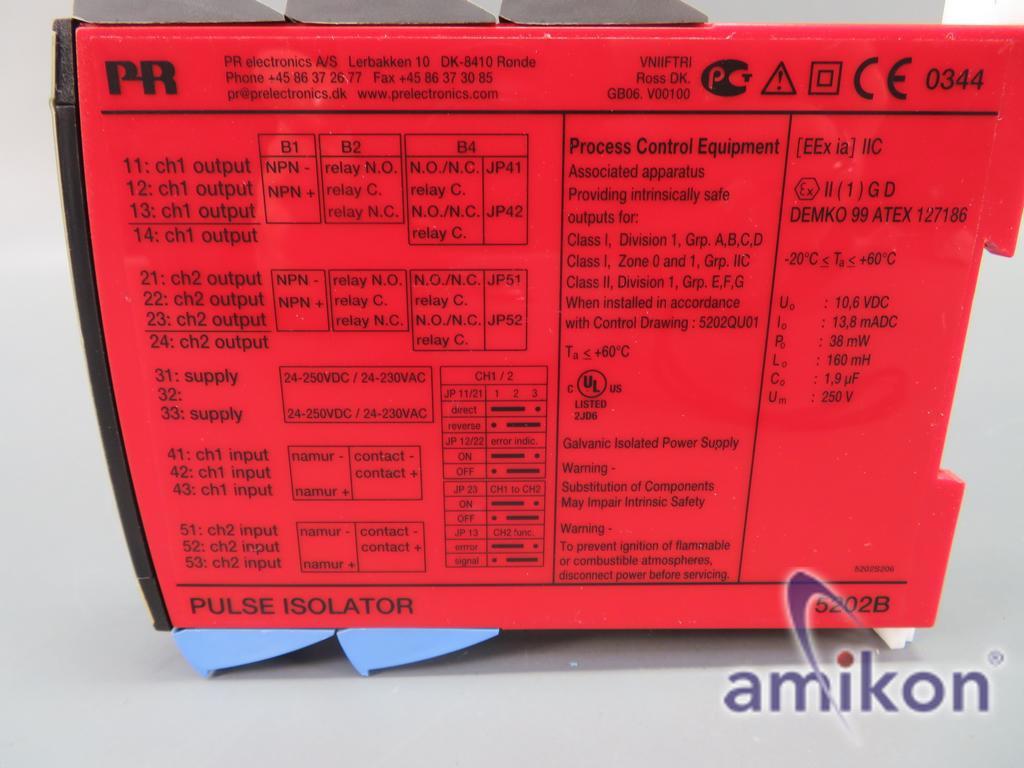 PR
PR electronics A/S Lerbakken 10 DK-8410 Ronde
Phone +45 86 37 26 77 Fax +45 86 37 30 85
pr@prelectronics.dk www.prelectronics.com
VNIIFTRI
Ross DK.
GB06. V00100
CE 0344
B1 B2 B4
11: ch1 output NPN - relay N.O. N.O./N.C. JP41
12: ch1 output NPN + relay C. relay C.
13: ch1 output relay N.C. N.O./N.C. JP42
14: ch1 output relay C.
21: ch2 output NPN - relay N.O. N.O./N.C. JP51
22: ch2 output NPN + relay C. relay C.
23: ch2 output relay N.C. N.O./N.C. JP52
24: ch2 output relay C.
31: supply 24-250VDC / 24-230VAC
32:
33: supply 24-250VDC / 24-230VAC
41: ch1 input namur - contact -
42: ch1 input contact +
43: ch1 input namur +
51: ch2 input namur - contact -
52: ch2 input contact +
53: ch2 input namur +
CH1 / 2
JP 11/21 1 2 3
direct
reverse
JP 12/22 error indic.
ON
OFF
JP 23 CH1 to CH2
ON
OFF
JP 13 CH2 func.
errror
signal
Process Control Equipment
Associated apparatus
Providing intrinsically safe
outputs for:
Class I, Division 1, Grp. A,B,C,D
Class I, Zone 0 and 1, Grp. IIC
Class II, Division 1, Grp. E,F,G
When installed in accordance
with Control Drawing : 5202QU01
Ta ≤ +60°C
C UL US
LISTED
2JD6
Galvanic Isolated Power Supply
Warning -
Substitution of Components
May Impair Intrinsic Safety
Warning -
To prevent ignition of flammable
or combustible atmospheres,
disconnect power before servicing.
[EEx ia] IIC
Ex II (1) G D
DEMKO 99 ATEX 127186
-20°C ≤ Ta ≤ +60°C
Uo : 10,6 VDC
Io : 13,8 mADC
Po : 38 mW
Lo : 160 mH
Co : 1,9 µF
Um : 250 V
5202S206
PULSE ISOLATOR 5202B
amikon®